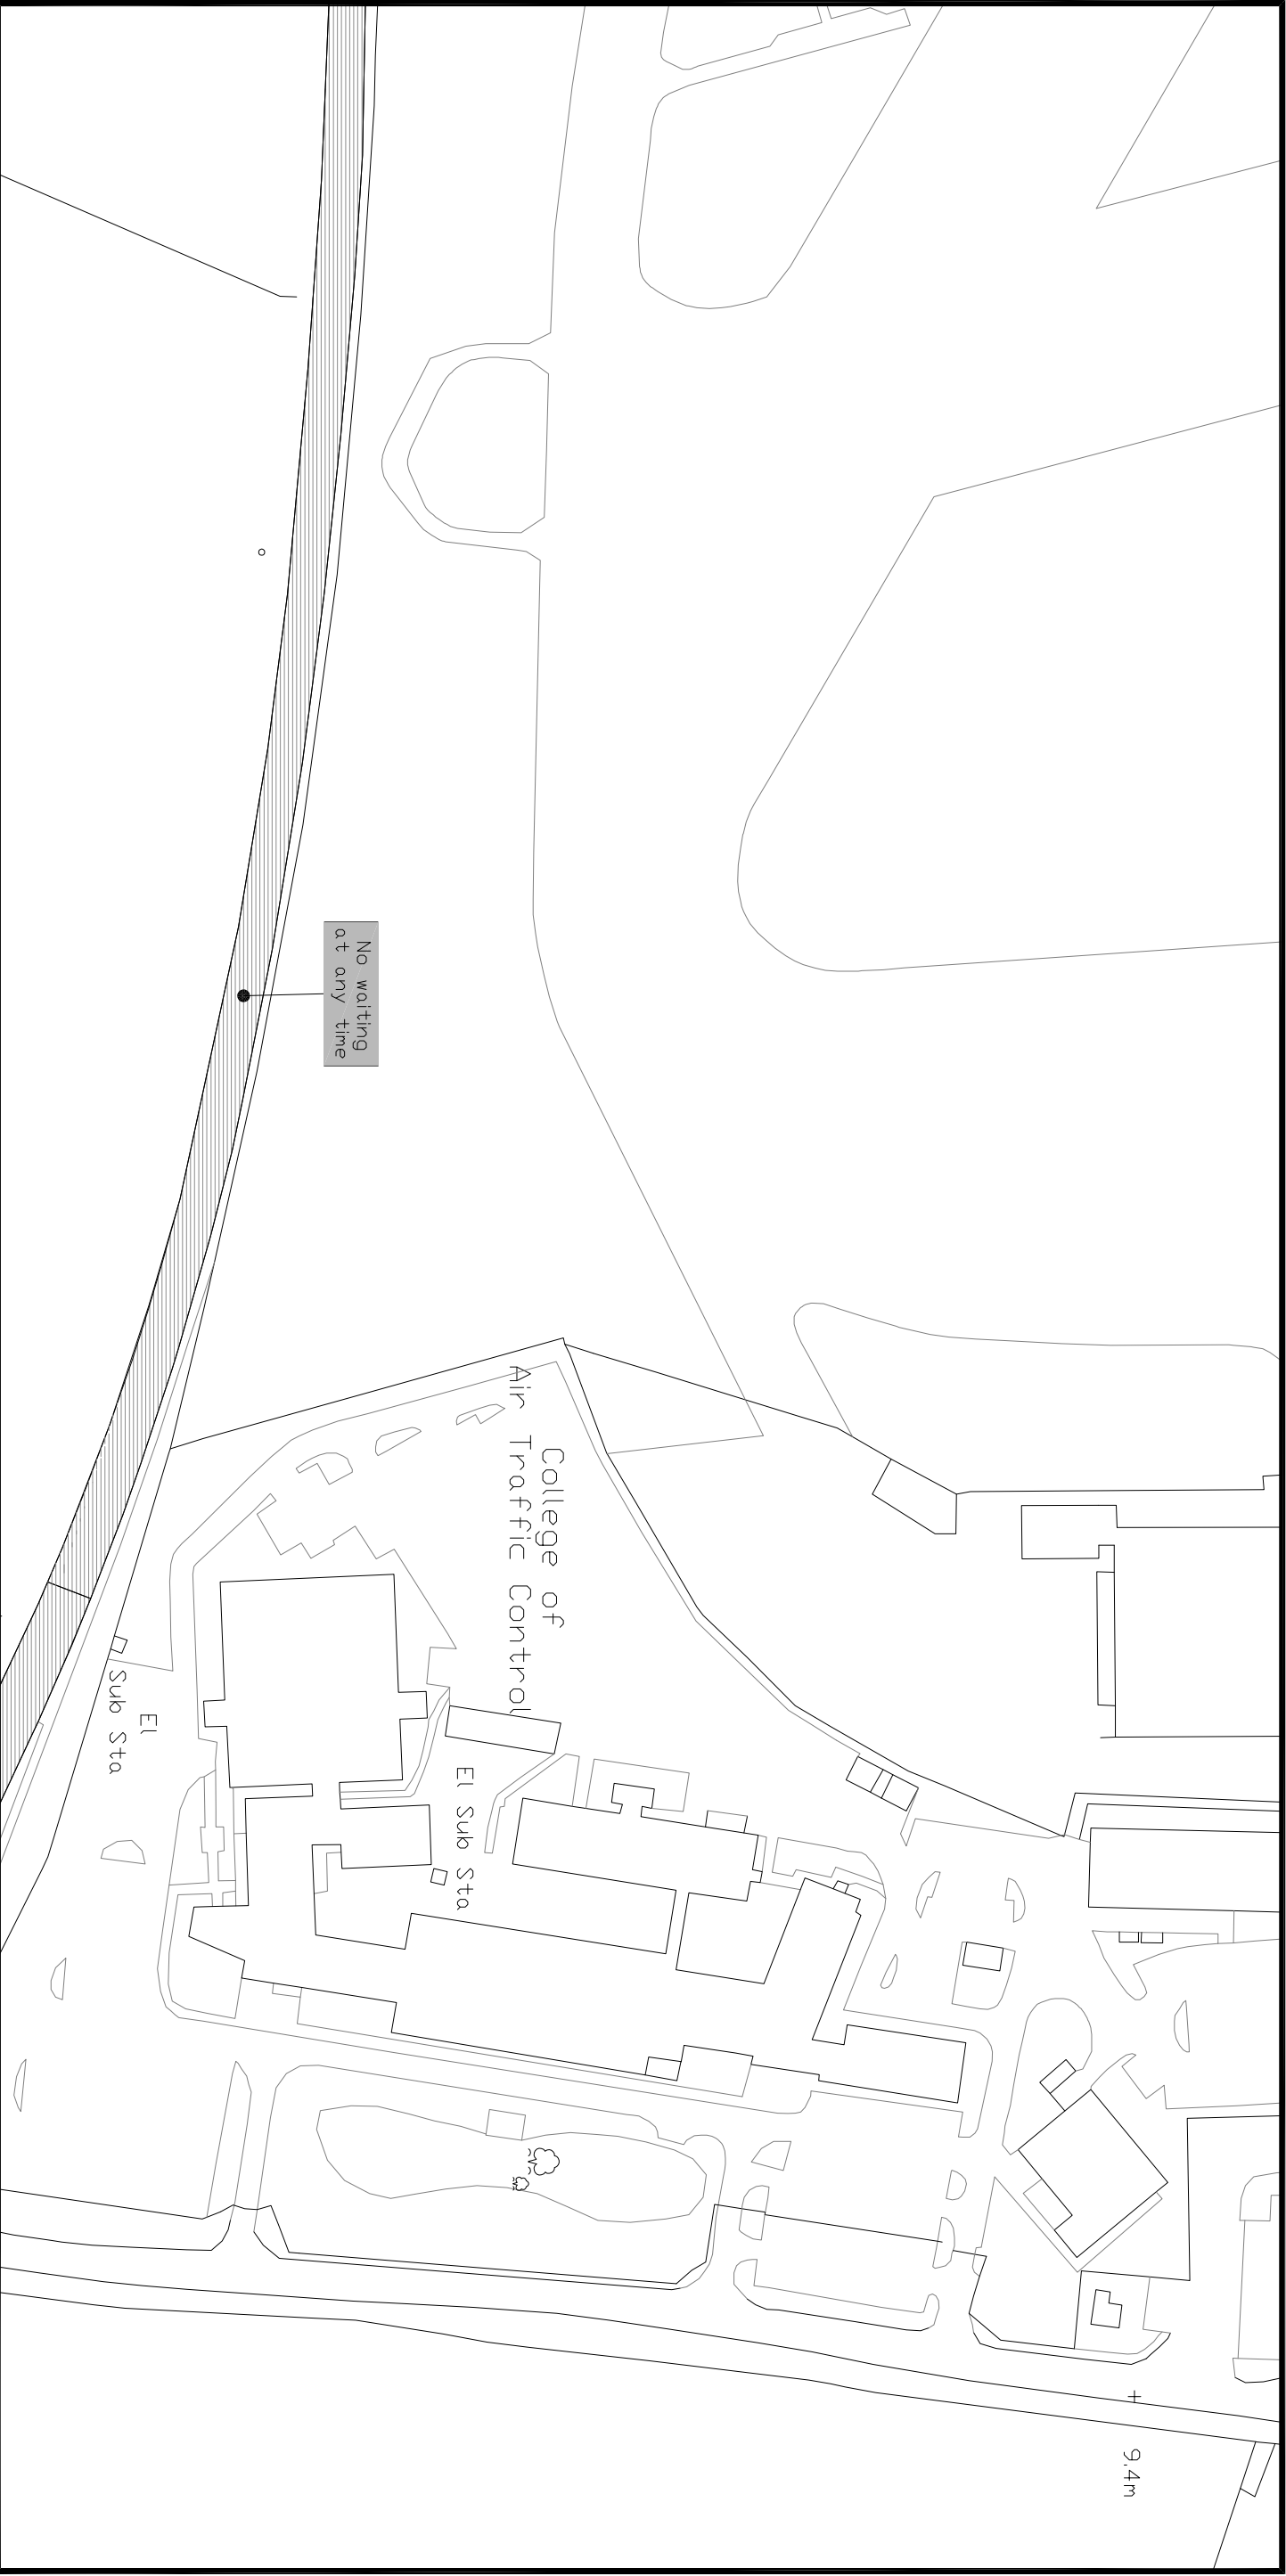 No waiting
at any time
College of
Air Traffic Control
El
Sub Sta
El Sub Sta
9.4m